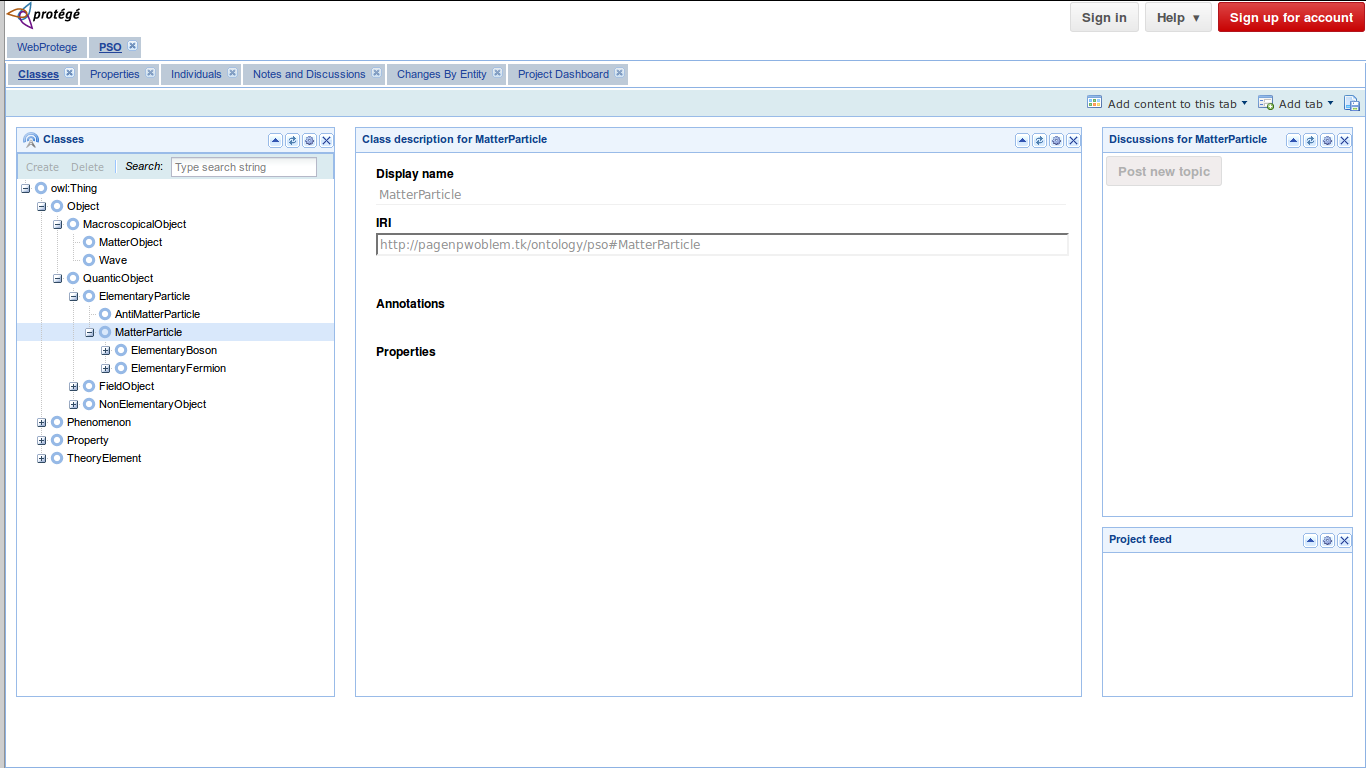 protégé
Sign in Help ▾ Sign up for account
WebProtege PSO
Classes Properties Individuals Notes and Discussions Changes By Entity Project Dashboard
Add content to this tab Add tab
Classes
Create Delete Search: Type search string
owl:Thing
Object
MacroscopicalObject
MatterObject
Wave
QuanticObject
ElementaryParticle
AntiMatterParticle
MatterParticle
ElementaryBoson
ElementaryFermion
FieldObject
NonElementaryObject
Phenomenon
Property
TheoryElement
Class description for MatterParticle
Display name
MatterParticle
IRI
http://pagenpwoblem.tk/ontology/pso#MatterParticle
Annotations
Properties
Discussions for MatterParticle
Post new topic
Project feed